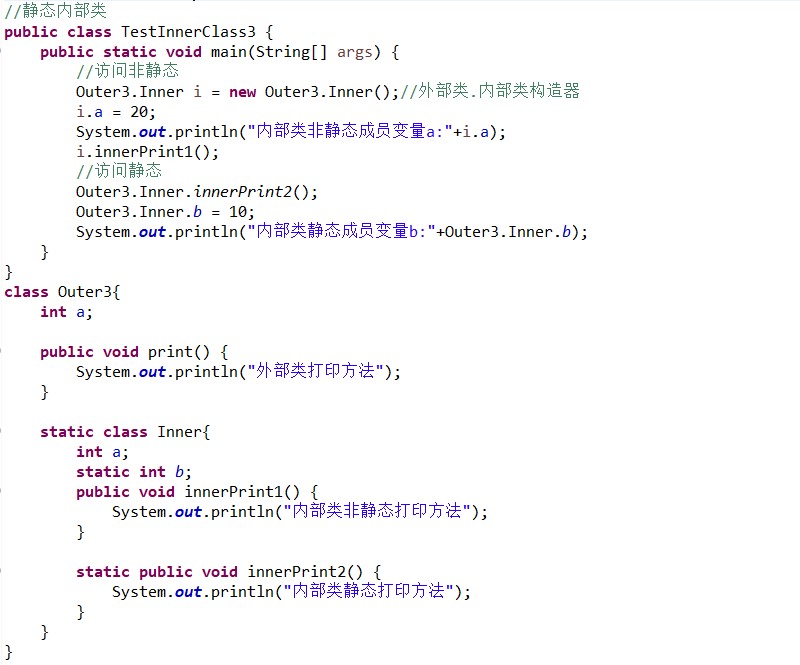 //静态内部类
public class TestInnerClass3 {
    public static void main(String[] args) {
        //访问非静态
        Outer3.Inner i = new Outer3.Inner();//外部类.内部类构造器
        i.a = 20;
        System.out.println("内部类非静态成员变量a:"+i.a);
        i.innerPrint1();
        //访问静态
        Outer3.Inner.innerPrint2();
        Outer3.Inner.b = 10;
        System.out.println("内部类静态成员变量b:"+Outer3.Inner.b);
    }
}
class Outer3{
    int a;

    public void print() {
        System.out.println("外部类打印方法");
    }

    static class Inner{
        int a;
        static int b;
        public void innerPrint1() {
            System.out.println("内部类非静态打印方法");
        }

        static public void innerPrint2() {
            System.out.println("内部类静态打印方法");
        }
    }
}